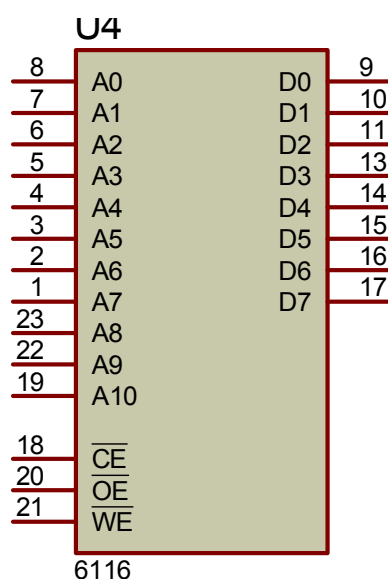 U4
8 A0 D0 9
7 A1 D1 10
6 A2 D2 11
5 A3 D3 13
4 A4 D4 14
3 A5 D5 15
2 A6 D6 16
1 A7 D7 17
23 A8
22 A9
19 A10
18 CE
20 OE
21 WE
6116